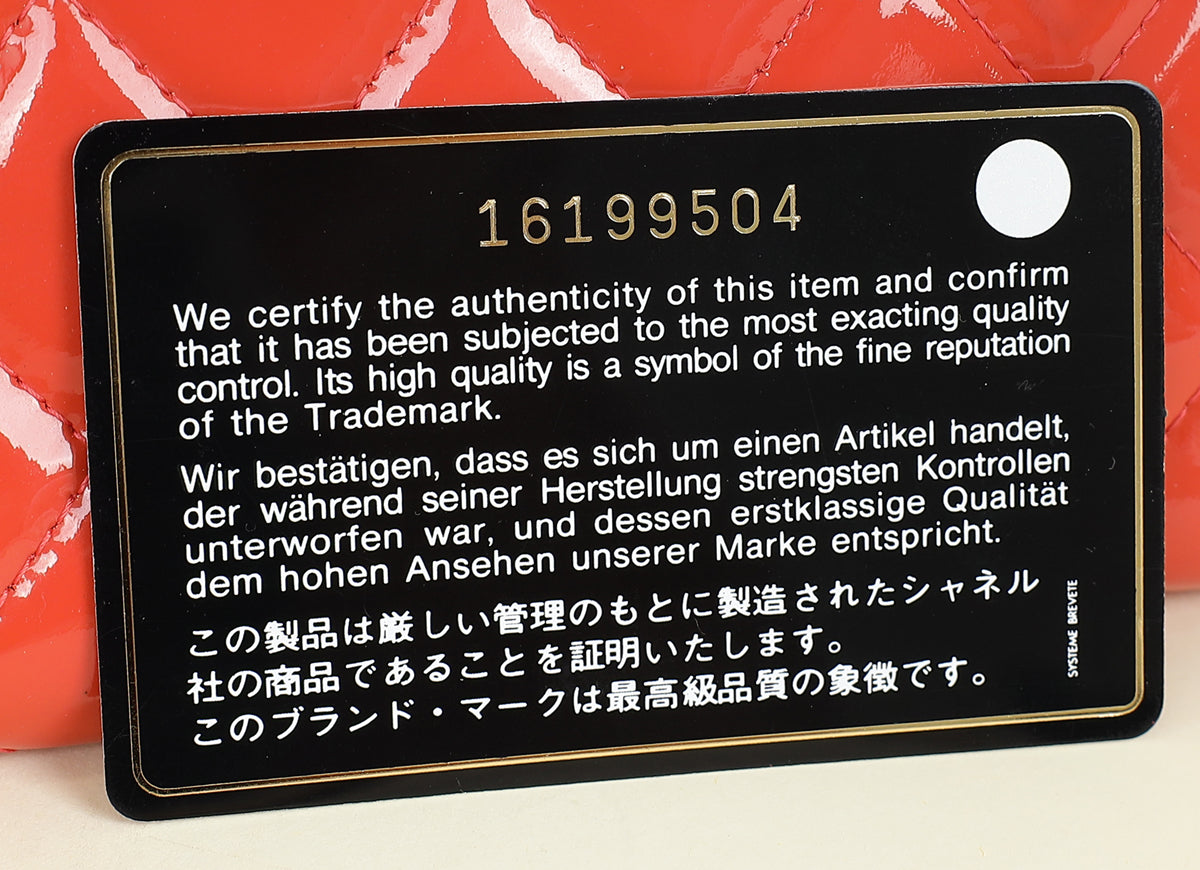 16199504
We certify the authenticity of this item and confirm
that it has been subjected to the most exacting quality
control. Its high quality is a symbol of the fine reputation
of the Trademark.
Wir bestätigen, dass es sich um einen Artikel handelt,
der während seiner Herstellung strengsten Kontrollen
unterworfen war, und dessen erstklassige Qualität
dem hohen Ansehen unserer Marke entspricht.
この製品は厳しい管理のもとに製造されたシャネル
社の商品であることを証明いたします。
このブランド・マークは最高級品質の象徴です。
SYSTEME BREVETE